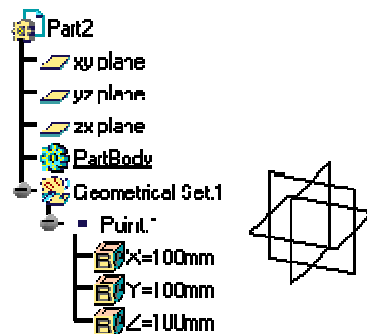 Part2
xy plane
yz plane
zx plane
PartBody
Geometrical Set.1
Point.1
X=100mm
Y=100mm
Z=100mm